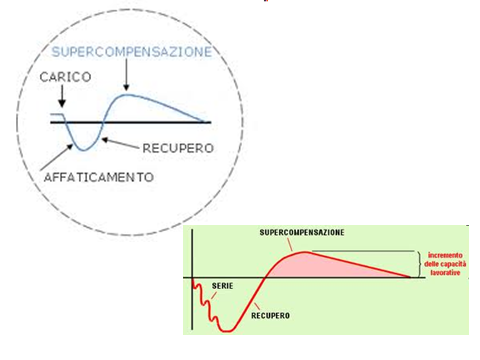 SUPERCOMPENSAZIONE
CARICO
RECUPERO
AFFATICAMENTO
SUPERCOMPENSAZIONE
incremento
delle capacità
lavorative
SERIE
RECUPERO